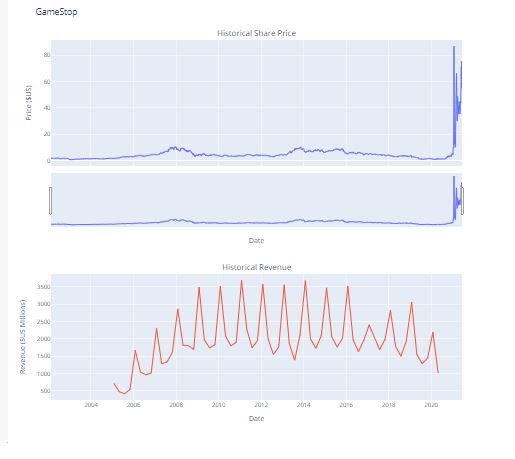 GameStop
Historical Share Price
80
60
40
20
0
Price ($US)
Date
Historical Revenue
3500
3000
2500
2000
1500
1000
500
Revenue ($US Millions)
2004 2006 2008 2010 2012 2014 2016 2018 2020
Date